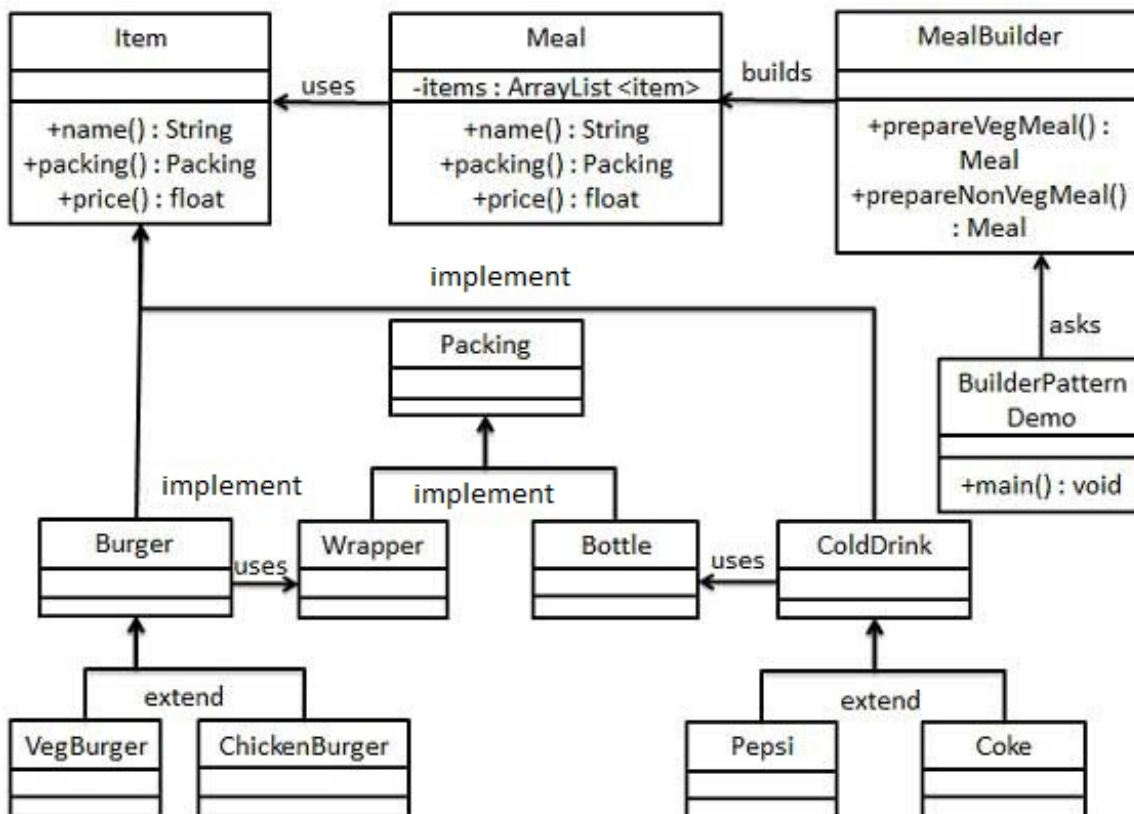 Item
+name() : String
+packing() : Packing
+price() : float
uses
Meal
-items : ArrayList <item>
+name() : String
+packing() : Packing
+price() : float
builds
MealBuilder
+prepareVegMeal() :
Meal
+prepareNonVegMeal()
: Meal
implement
asks
Packing
BuilderPattern
Demo
+main() : void
implement
implement
Burger
uses
Wrapper
Bottle
uses
ColdDrink
extend
extend
VegBurger
ChickenBurger
Pepsi
Coke